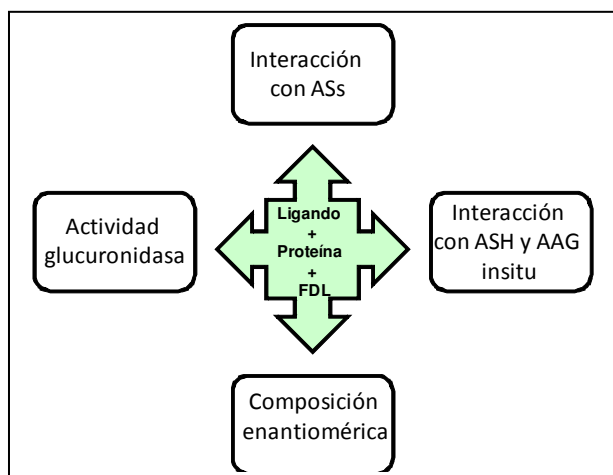 Interacción
con ASs
Actividad
glucuronidasa
Ligando
+
Proteína
+
FDL
Interacción
con ASH y AAG
insitu
Composición
enantiomérica